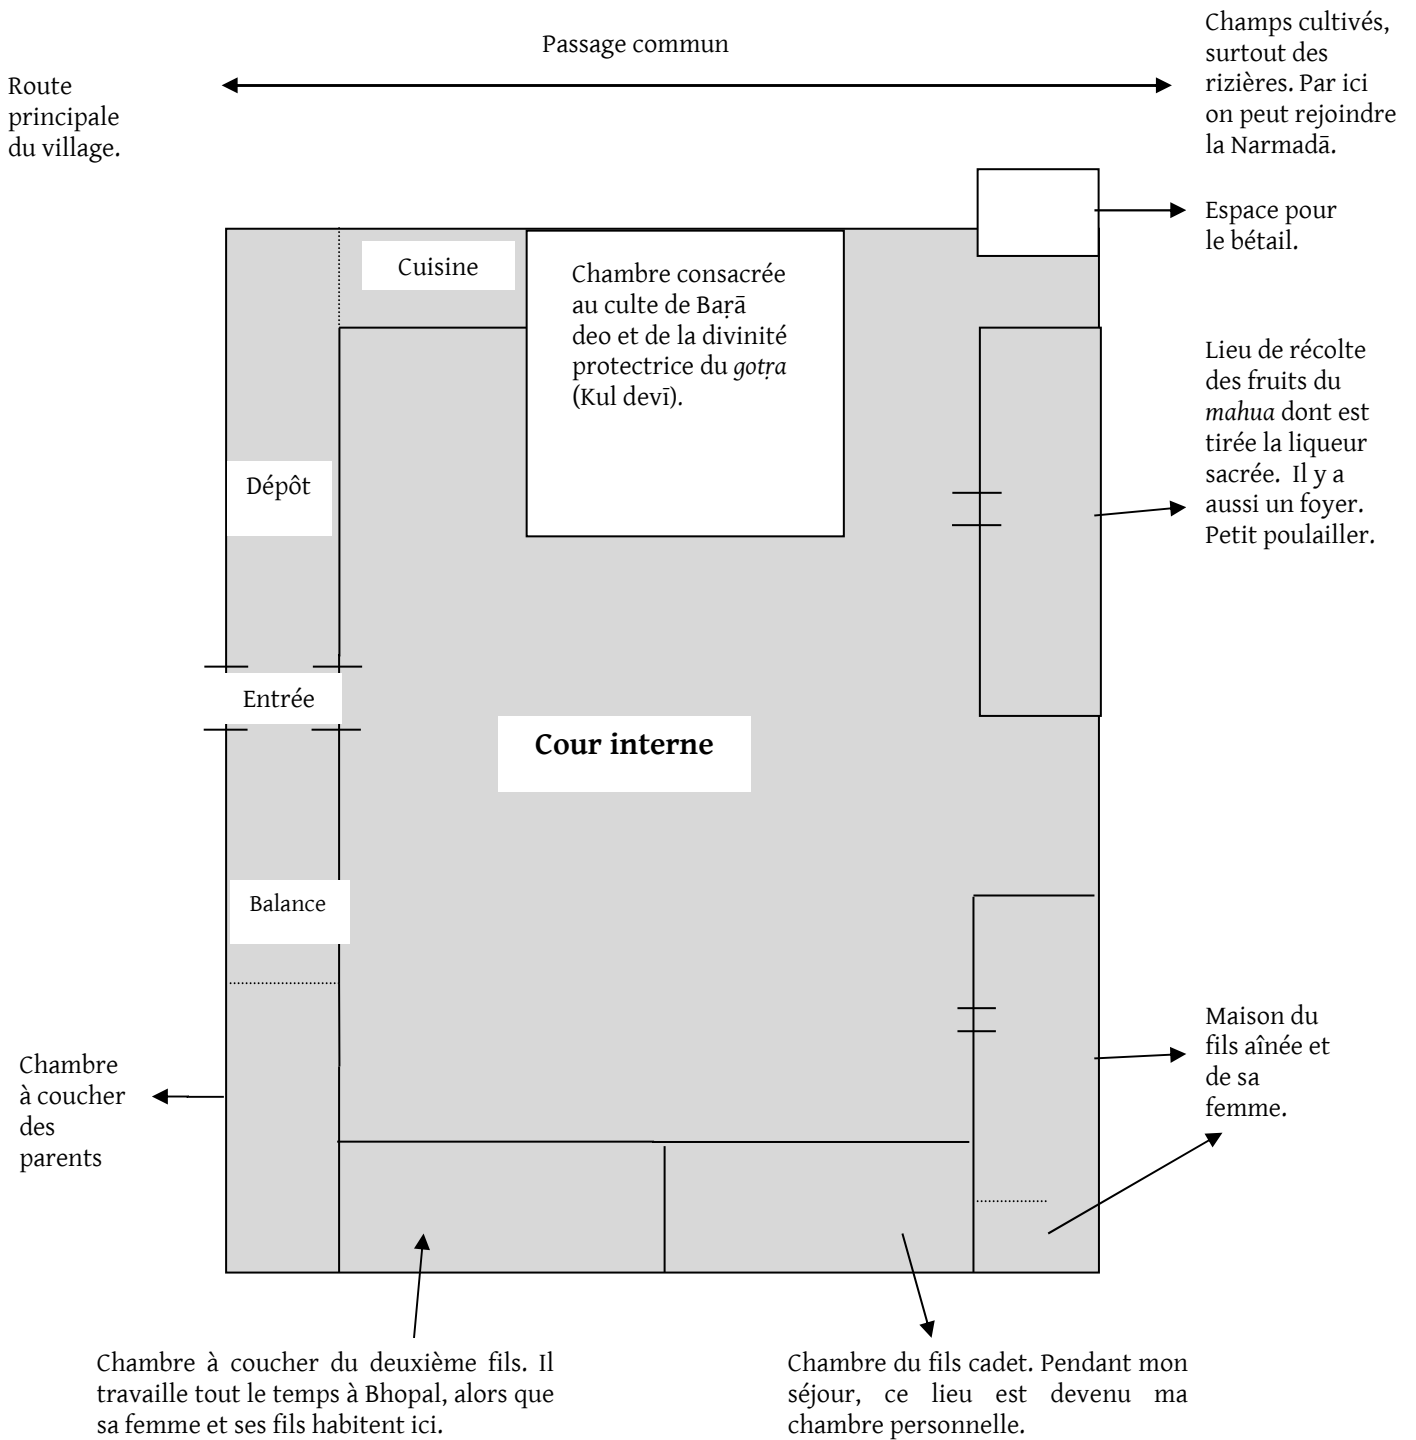 Passage commun
Route
principale
du village.
Champs cultivés,
surtout des
rizières. Par ici
on peut rejoindre
la Narmadā.
Espace pour
le bétail.
Cuisine
Chambre consacrée
au culte de Baṛā
deo et de la divinité
protectrice du gotṛa
(Kul devī).
Lieu de récolte
des fruits du
mahua dont est
tirée la liqueur
sacrée.  Il y a
aussi un foyer.
Petit poulailler.
Dépôt
Entrée
Cour interne
Balance
Chambre
à coucher
des
parents
Maison du
fils aînée et
de sa
femme.
Chambre à coucher du deuxième fils. Il
travaille tout le temps à Bhopal, alors que
sa femme et ses fils habitent ici.
Chambre du fils cadet. Pendant mon
séjour, ce lieu est devenu ma
chambre personnelle.